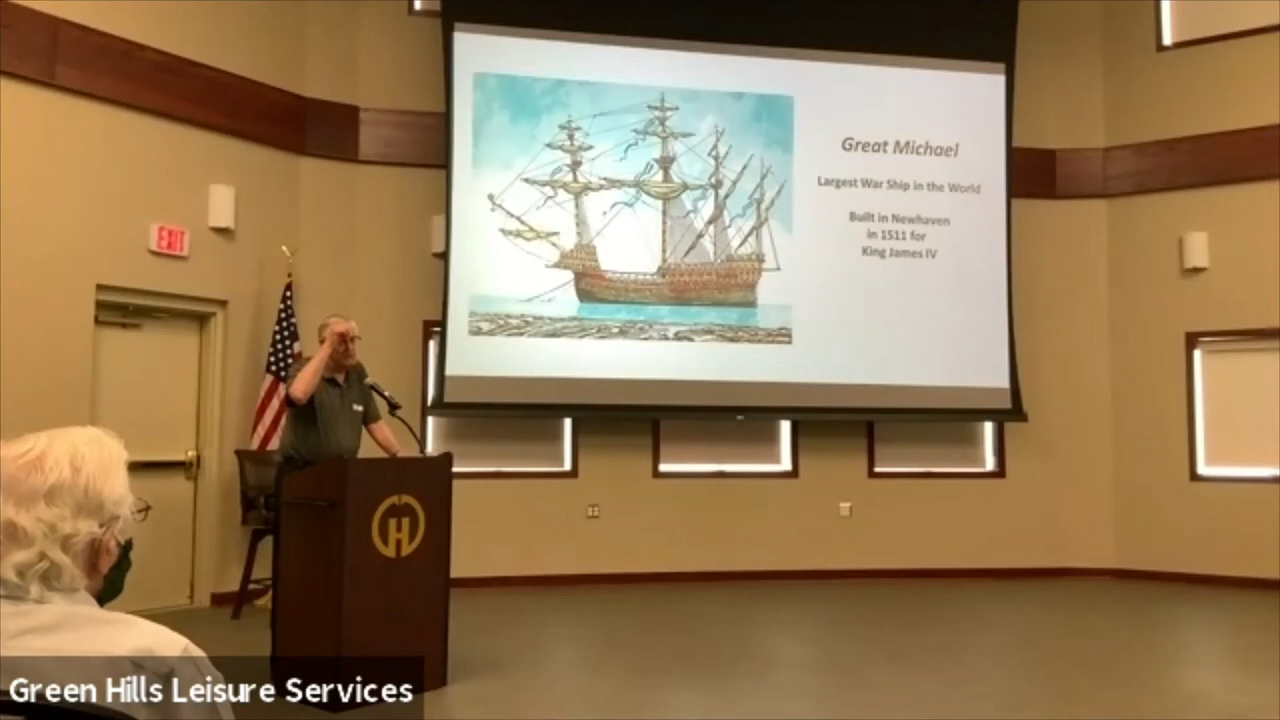 Great Michael
Largest War Ship in the World
Built in Newhaven
in 1511 for
King James IV
EXIT
H
Green Hills Leisure Services